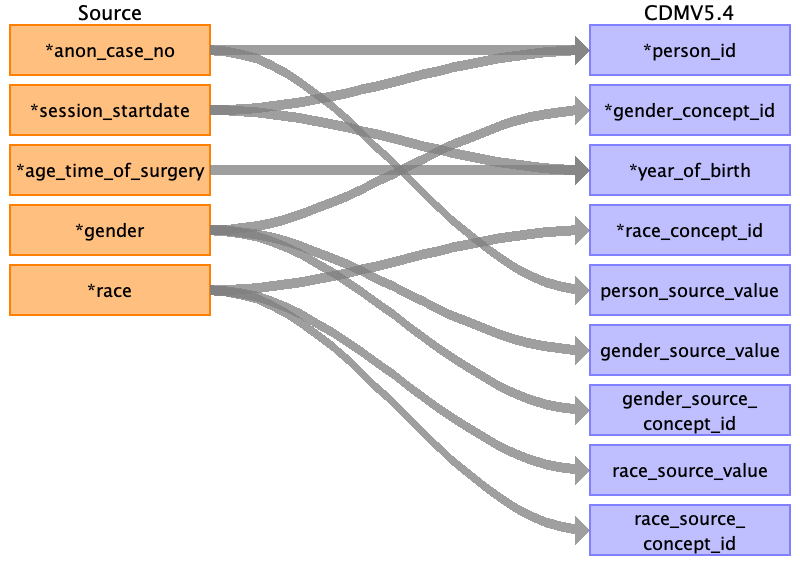 Source
CDMV5.4
*anon_case_no
*person_id
*session_startdate
*gender_concept_id
*age_time_of_surgery
*year_of_birth
*gender
*race_concept_id
*race
person_source_value
gender_source_value
gender_source_
concept_id
race_source_value
race_source_
concept_id